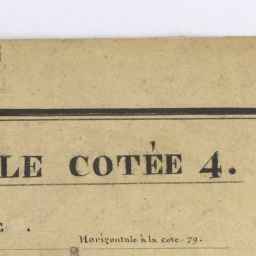 LE COTÉE 4.
E.
Horizontale à la cote 79.